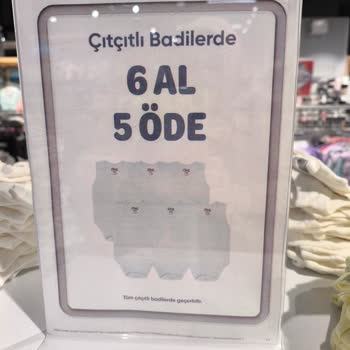 Çıtçıtlı Badilerde
6 AL
5 ÖDE
Tüm çıtçıtlı badilerde geçerlidir.